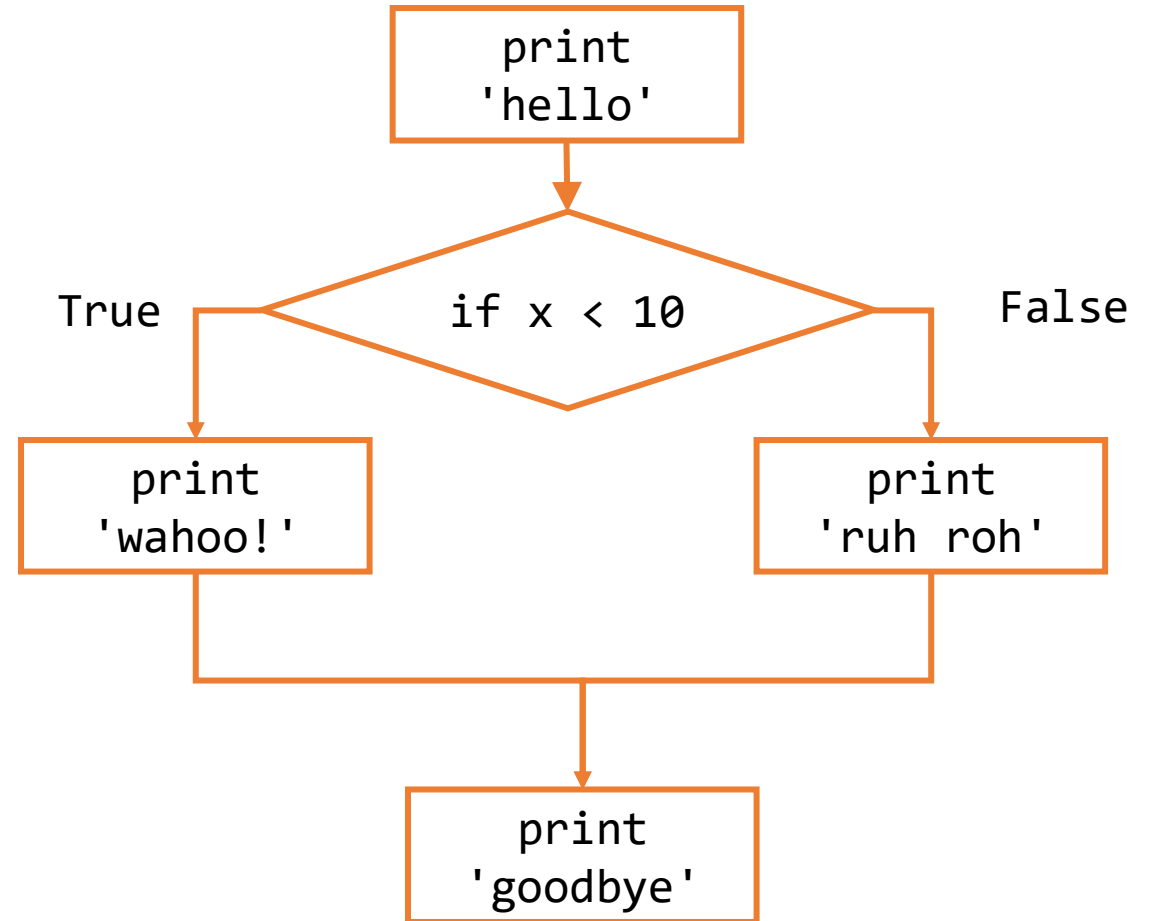 print
'hello'
if x < 10
True
False
print
'wahoo!'
print
'ruh roh'
print
'goodbye'